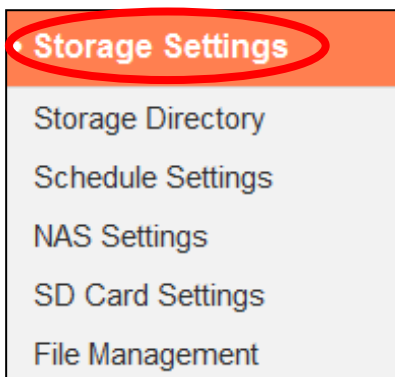 • Storage Settings
Storage Directory
Schedule Settings
NAS Settings
SD Card Settings
File Management